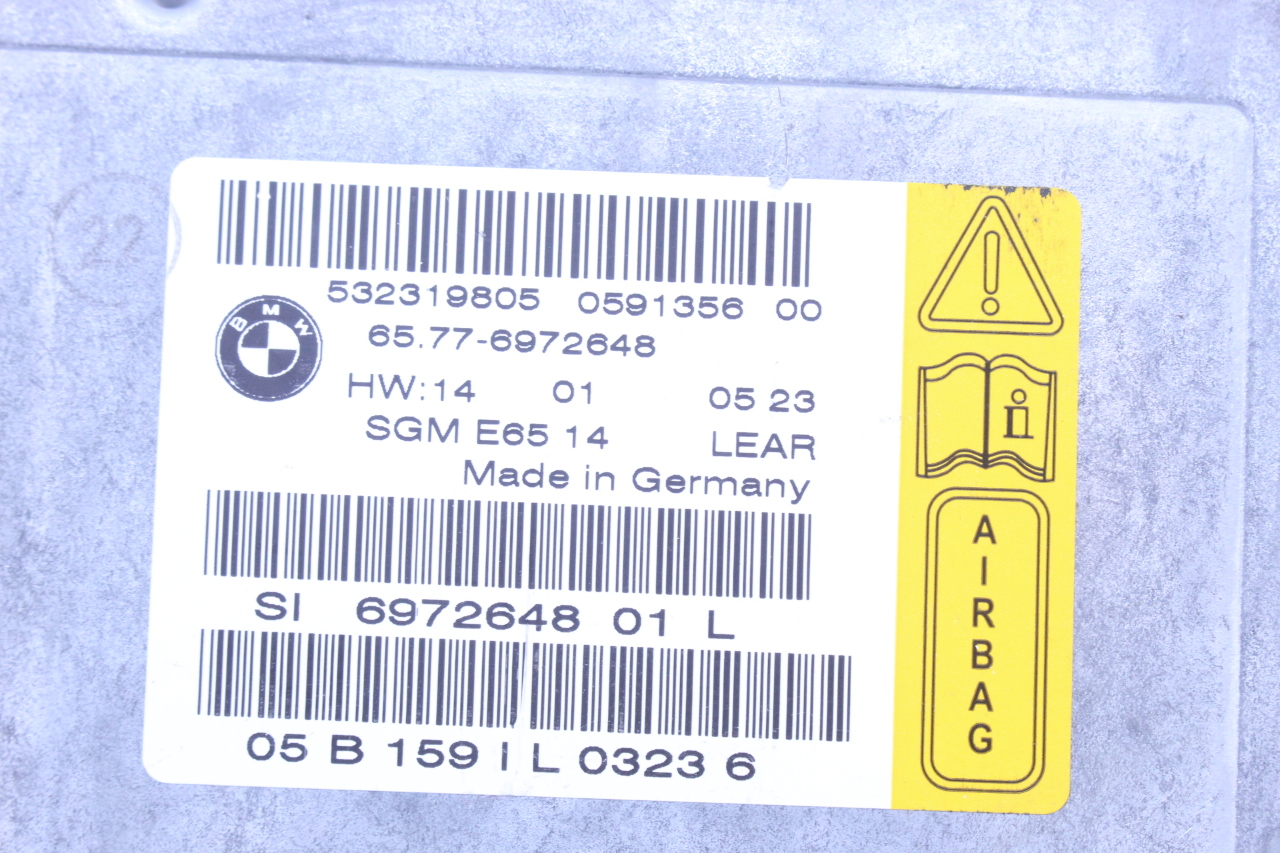 22
532319805 0591356 00
BMW
65.77-6972648
HW:14 01 05 23
SGM E65 14 LEAR
Made in Germany
SI 6972648 01 L
05 B 159 I L 0323 6
i
AIRBAG